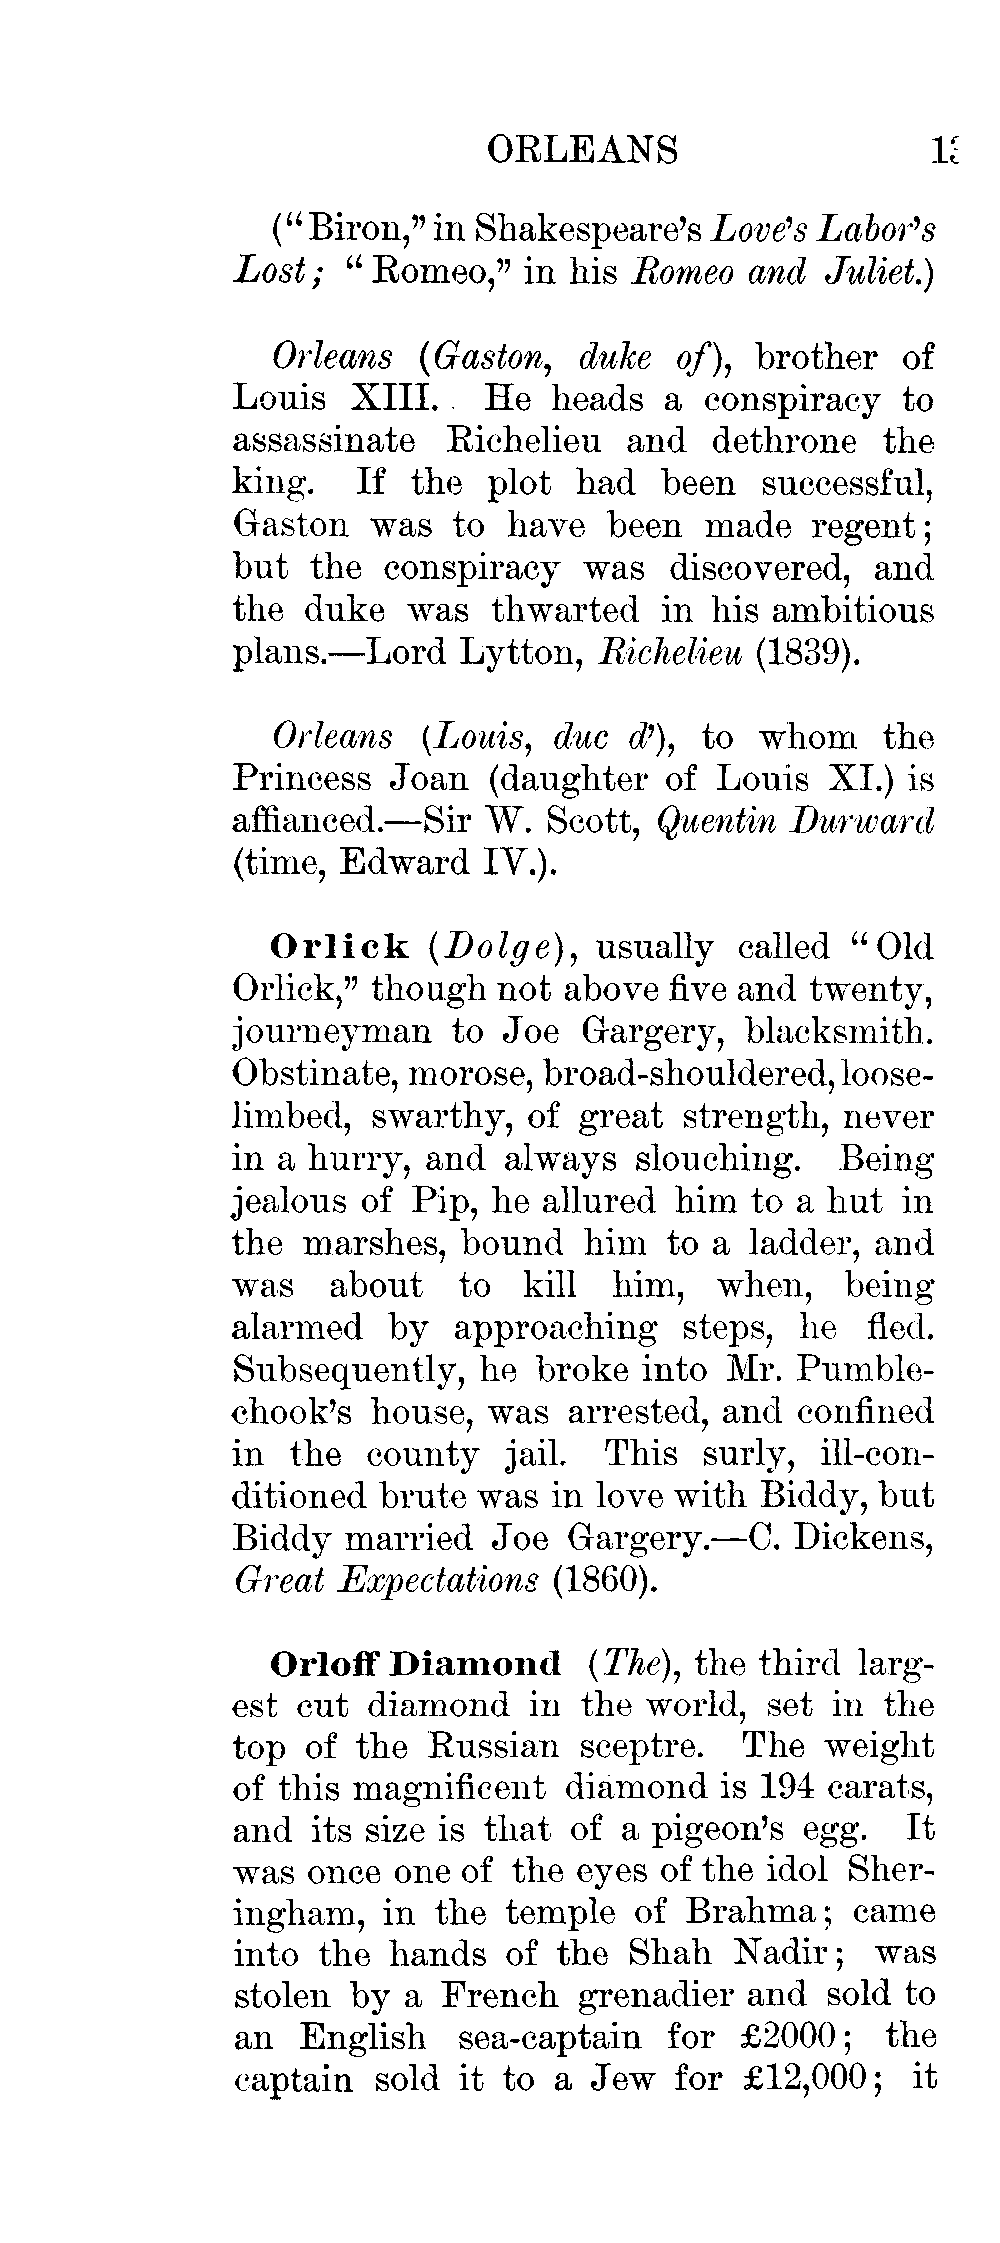 ORLEANS
("Biron," in Shakespeare's Love's Labor's
Lost; "Romeo," in his Romeo and Juliet.)
Orleans (Gaston, duke of), brother of
Louis XIII. He heads a conspiracy to
assassinate Richelieu and dethrone the
king. If the plot had been successful,
Gaston was to have been made regent;
but the conspiracy was discovered, and
the duke was thwarted in his ambitious
plans.—Lord Lytton, Richelieu (1839).
Orleans (Louis, duc d'), to whom the
Princess Joan (daughter of Louis XI.) is
affianced.—Sir W. Scott, Quentin Durward
(time, Edward IV.).
Orlick (Dolge), usually called "Old
Orlick," though not above five and twenty,
journeyman to Joe Gargery, blacksmith.
Obstinate, morose, broad-shouldered, loose-
limbed, swarthy, of great strength, never
in a hurry, and always slouching. Being
jealous of Pip, he allured him to a hut in
the marshes, bound him to a ladder, and
was about to kill him, when, being
alarmed by approaching steps, he fled.
Subsequently, he broke into Mr. Pumble-
chook's house, was arrested, and confined
in the county jail. This surly, ill-con-
ditioned brute was in love with Biddy, but
Biddy married Joe Gargery.—C. Dickens,
Great Expectations (1860).
Orloff Diamond (The), the third larg-
est cut diamond in the world, set in the
top of the Russian sceptre. The weight
of this magnificent diamond is 194 carats,
and its size is that of a pigeon's egg. It
was once one of the eyes of the idol Sher-
ingham, in the temple of Brahma; came
into the hands of the Shah Nadir; was
stolen by a French grenadier and sold to
an English sea-captain for £2000; the
captain sold it to a Jew for £12,000; it